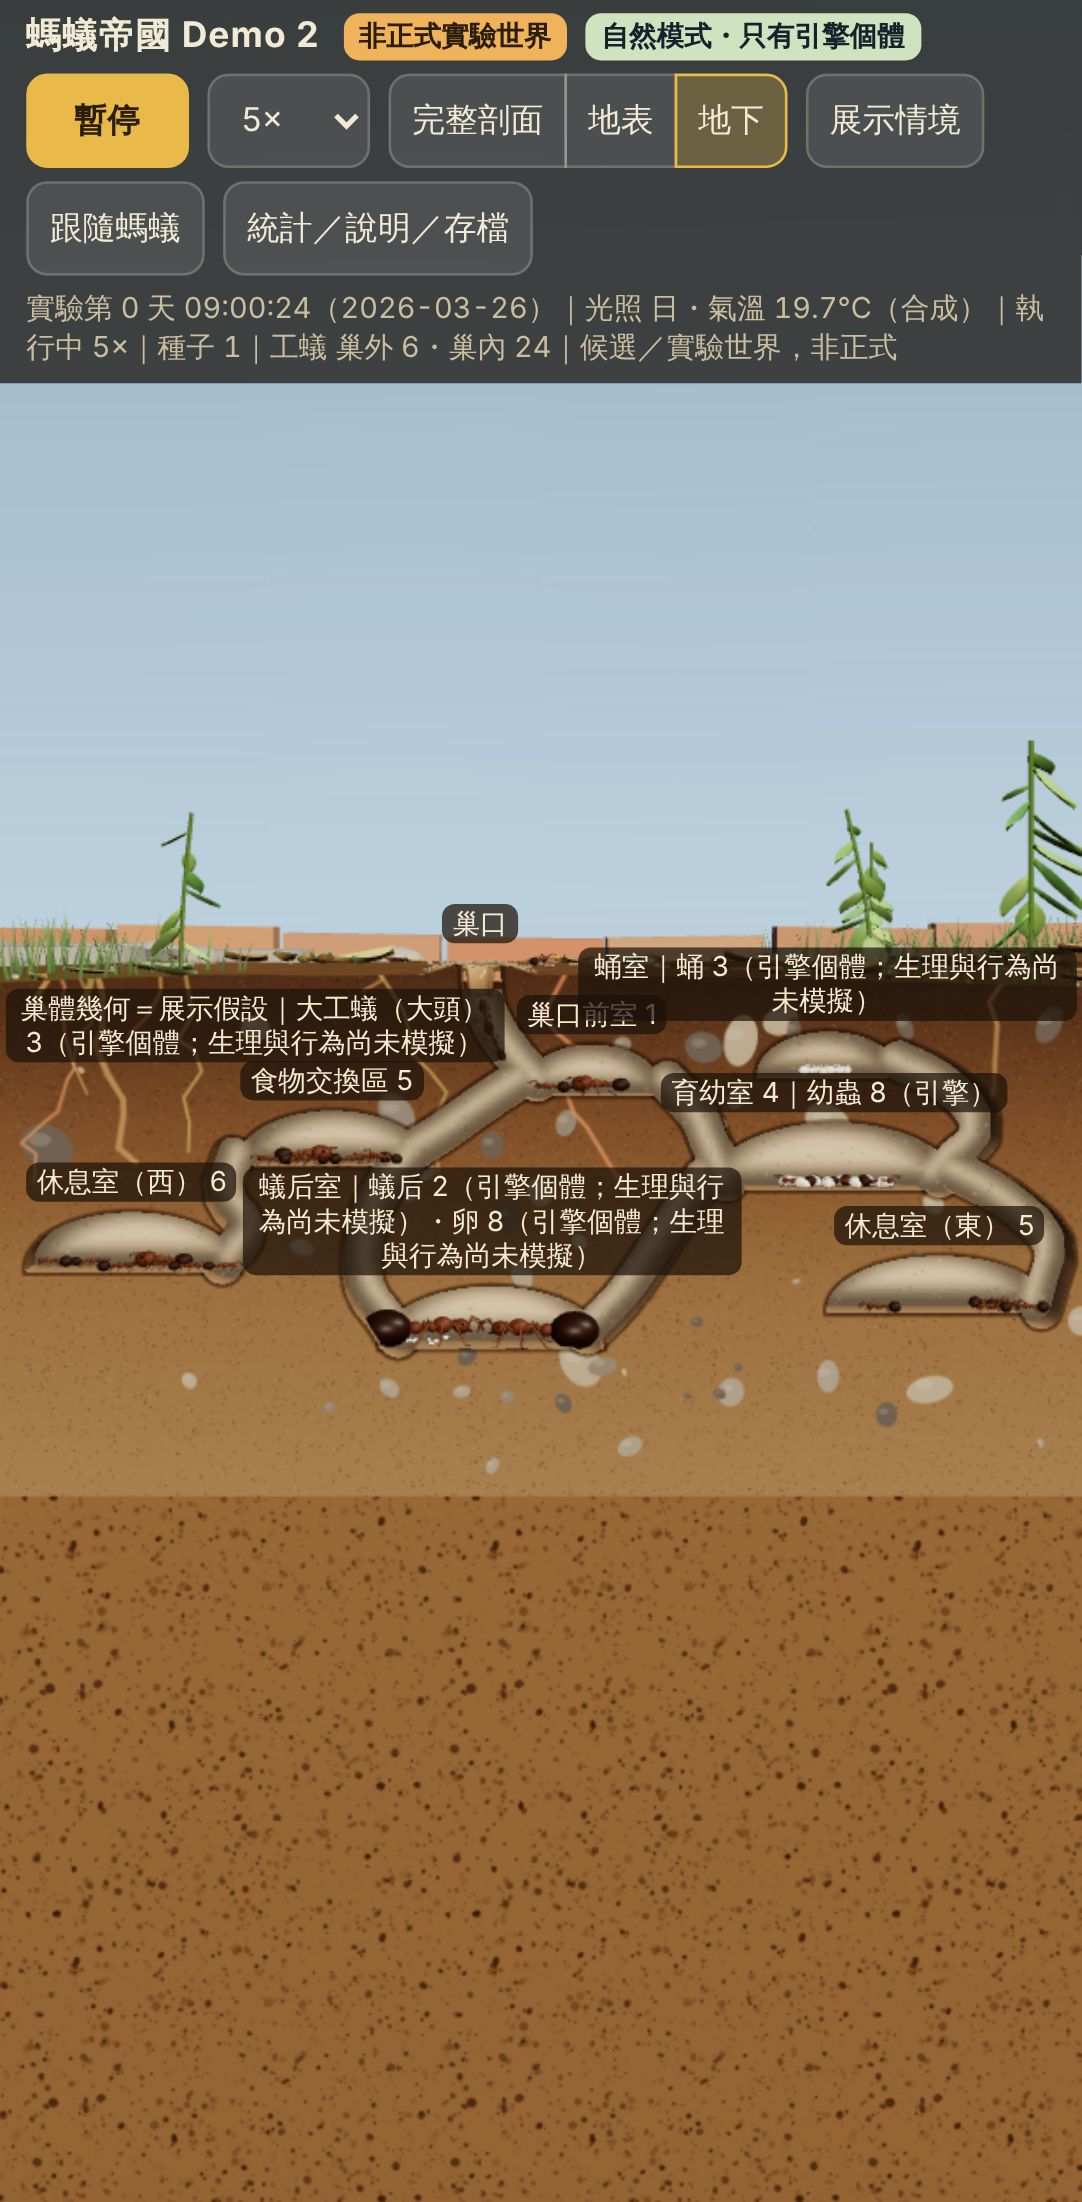 螞蟻帝國 Demo 2
非正式實驗世界
自然模式・只有引擎個體
暫停
5×
完整剖面
地表
地下
展示情境
跟隨螞蟻
統計／說明／存檔
實驗第 0 天 09:00:24（2026-03-26）｜光照 日・氣溫 19.7°C（合成）｜執
行中 5×｜種子 1｜工蟻 巢外 6・巢內 24｜候選／實驗世界，非正式
巢口
蛹室｜蛹 3（引擎個體；生理與行為尚
未模擬）
巢體幾何＝展示假設｜大工蟻（大頭）
3（引擎個體；生理與行為尚未模擬）
巢口前室 1
食物交換區 5
育幼室 4｜幼蟲 8（引擎）
休息室（西） 6
蟻后室｜蟻后 2（引擎個體；生理與行
為尚未模擬）・卵 8（引擎個體；生理
與行為尚未模擬）
休息室（東） 5